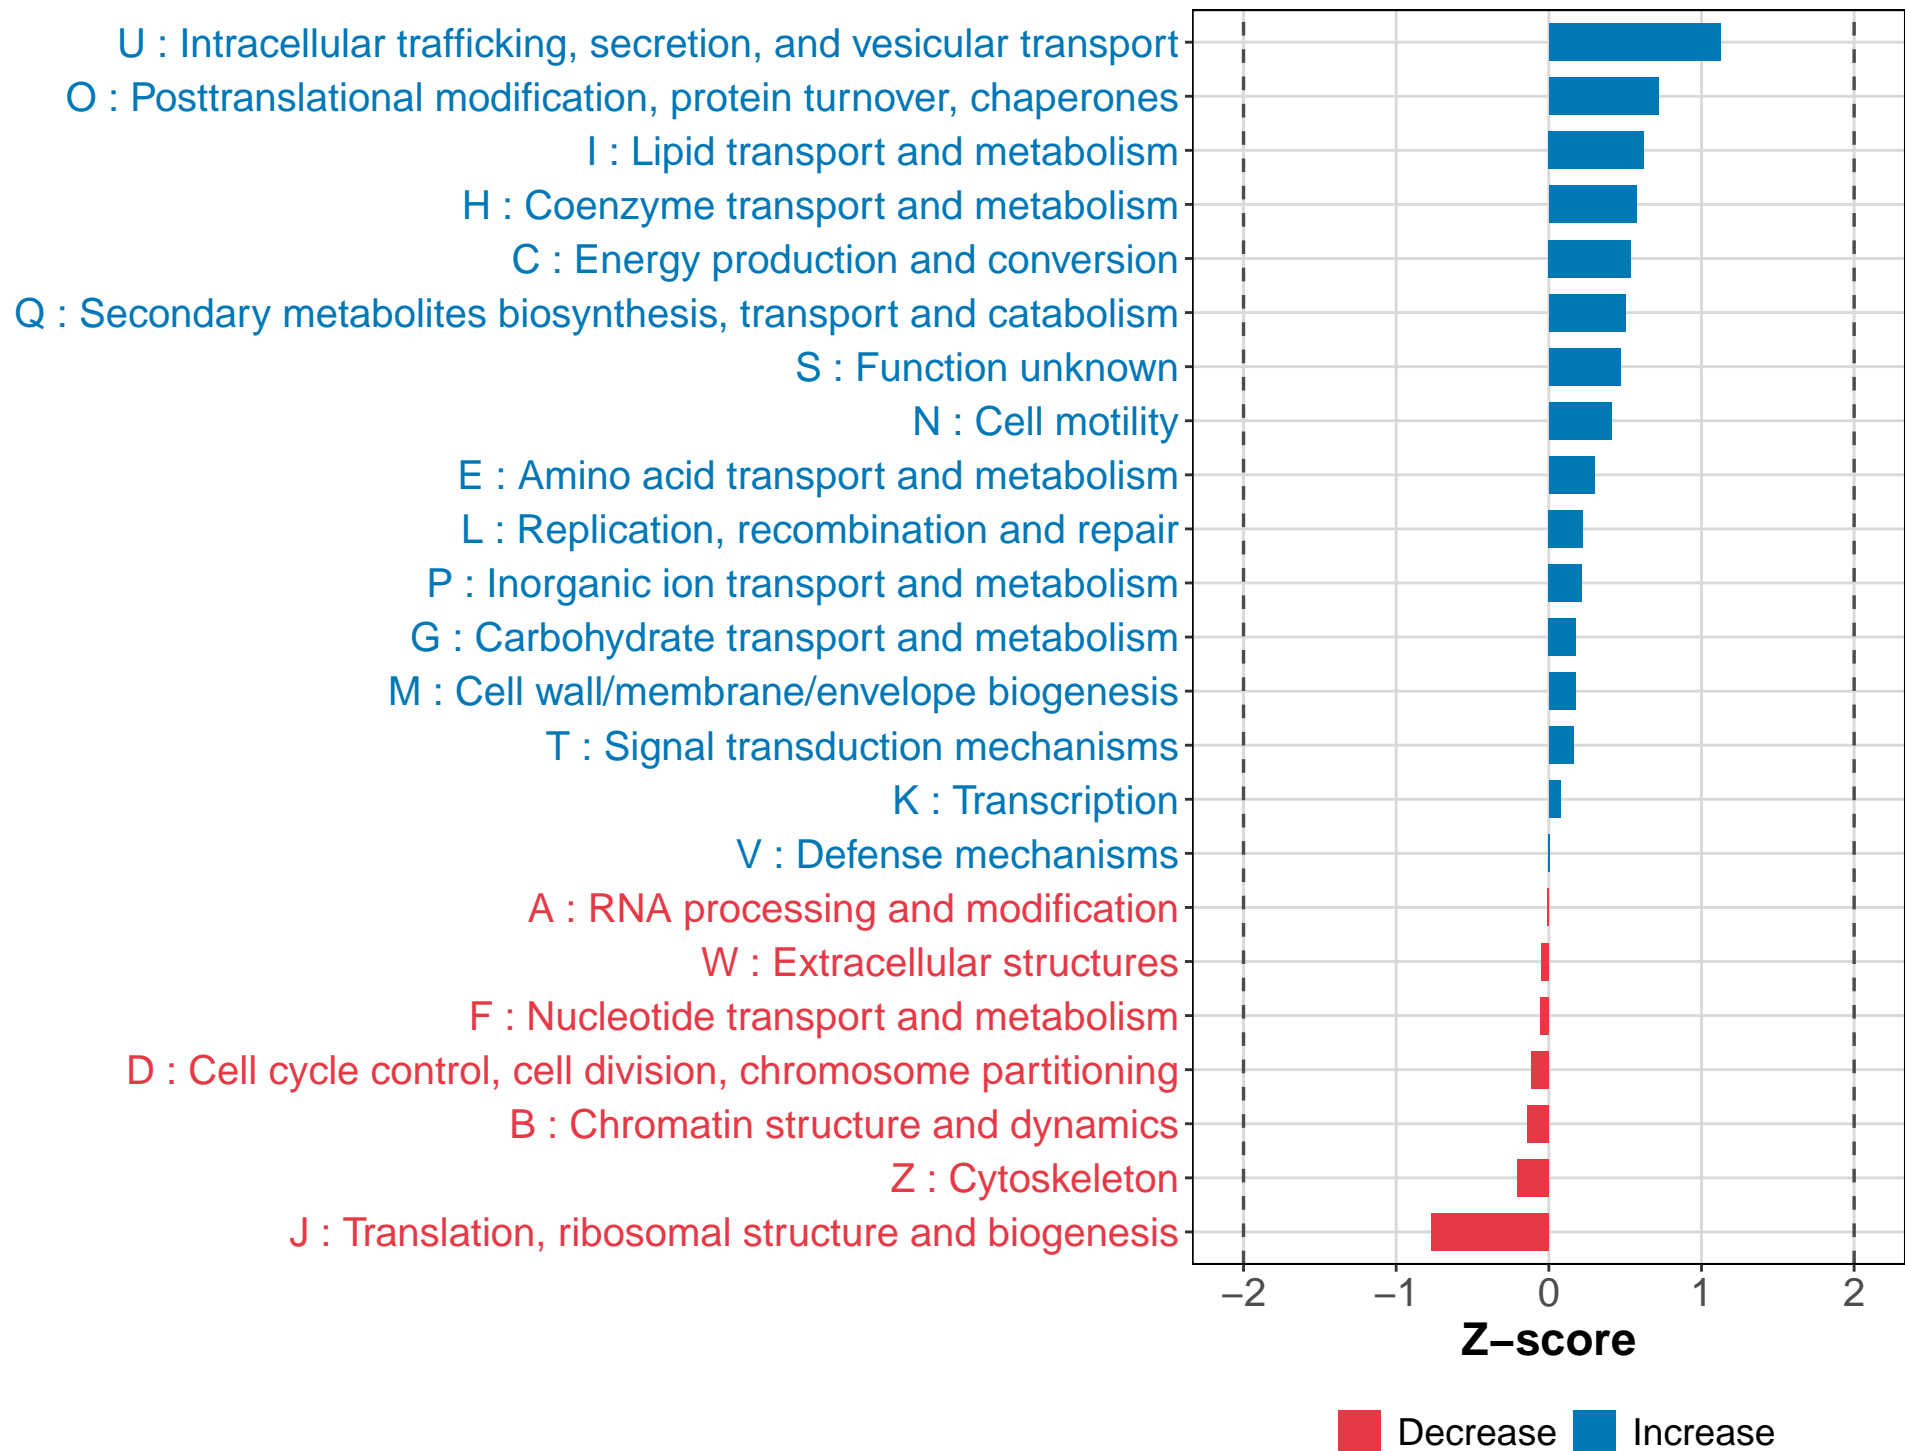 U : Intracellular trafficking, secretion, and vesicular transport
O : Posttranslational modification, protein turnover, chaperones
I : Lipid transport and metabolism
H : Coenzyme transport and metabolism
C : Energy production and conversion
Q : Secondary metabolites biosynthesis, transport and catabolism
S : Function unknown
N : Cell motility
E : Amino acid transport and metabolism
L : Replication, recombination and repair
P : Inorganic ion transport and metabolism
G : Carbohydrate transport and metabolism
M : Cell wall/membrane/envelope biogenesis
T : Signal transduction mechanisms
K : Transcription
V : Defense mechanisms
A : RNA processing and modification
W : Extracellular structures
F : Nucleotide transport and metabolism
D : Cell cycle control, cell division, chromosome partitioning
B : Chromatin structure and dynamics
Z : Cytoskeleton
J : Translation, ribosomal structure and biogenesis
−2 −1 0 1 2
Z−score
Decrease Increase